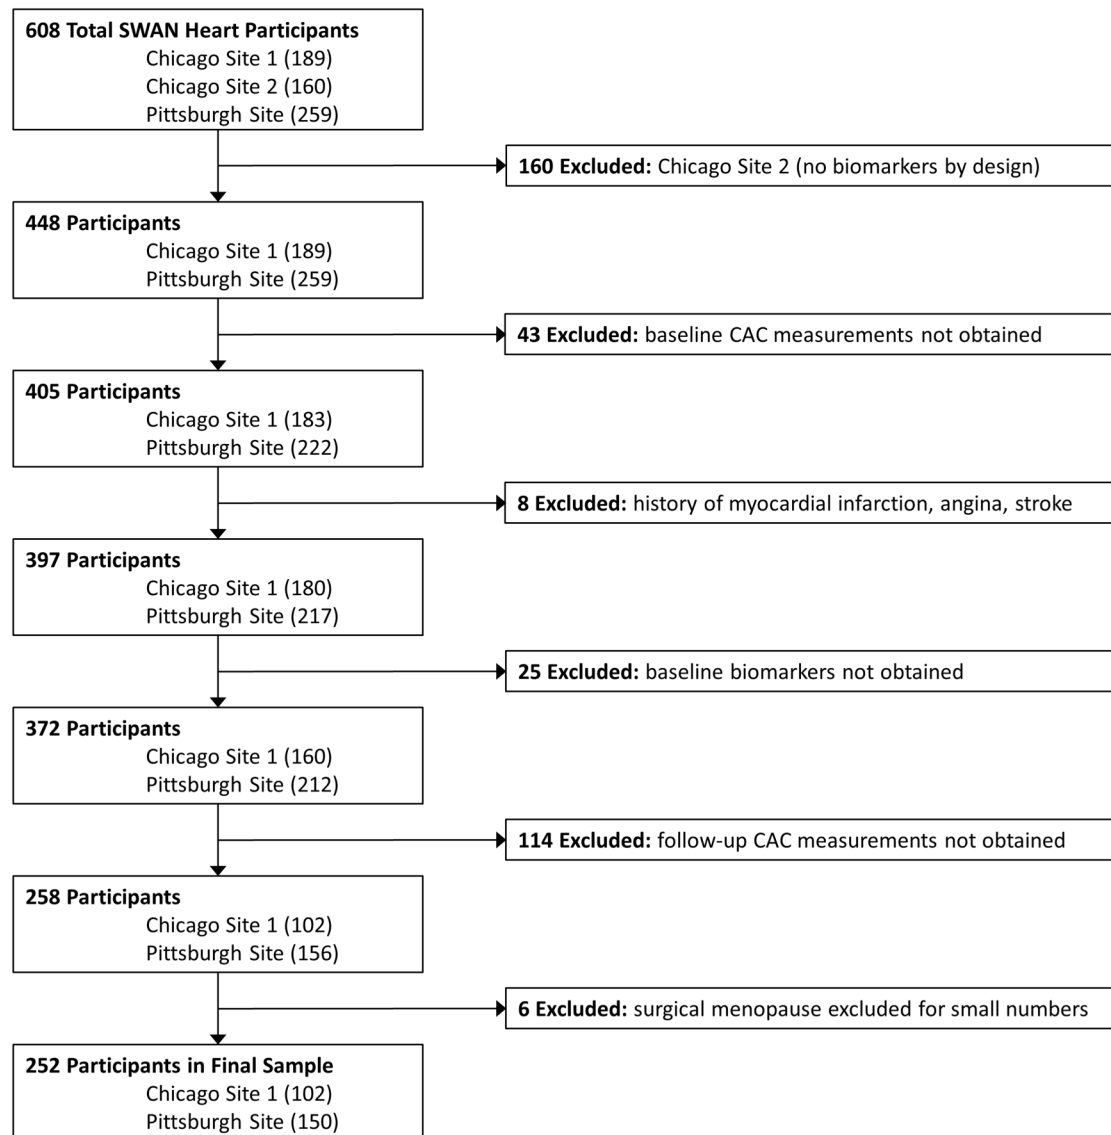 608 Total SWAN Heart Participants
Chicago Site 1 (189)
Chicago Site 2 (160)
Pittsburgh Site (259)
160 Excluded: Chicago Site 2 (no biomarkers by design)
448 Participants
Chicago Site 1 (189)
Pittsburgh Site (259)
43 Excluded: baseline CAC measurements not obtained
405 Participants
Chicago Site 1 (183)
Pittsburgh Site (222)
8 Excluded: history of myocardial infarction, angina, stroke
397 Participants
Chicago Site 1 (180)
Pittsburgh Site (217)
25 Excluded: baseline biomarkers not obtained
372 Participants
Chicago Site 1 (160)
Pittsburgh Site (212)
114 Excluded: follow-up CAC measurements not obtained
258 Participants
Chicago Site 1 (102)
Pittsburgh Site (156)
6 Excluded: surgical menopause excluded for small numbers
252 Participants in Final Sample
Chicago Site 1 (102)
Pittsburgh Site (150)